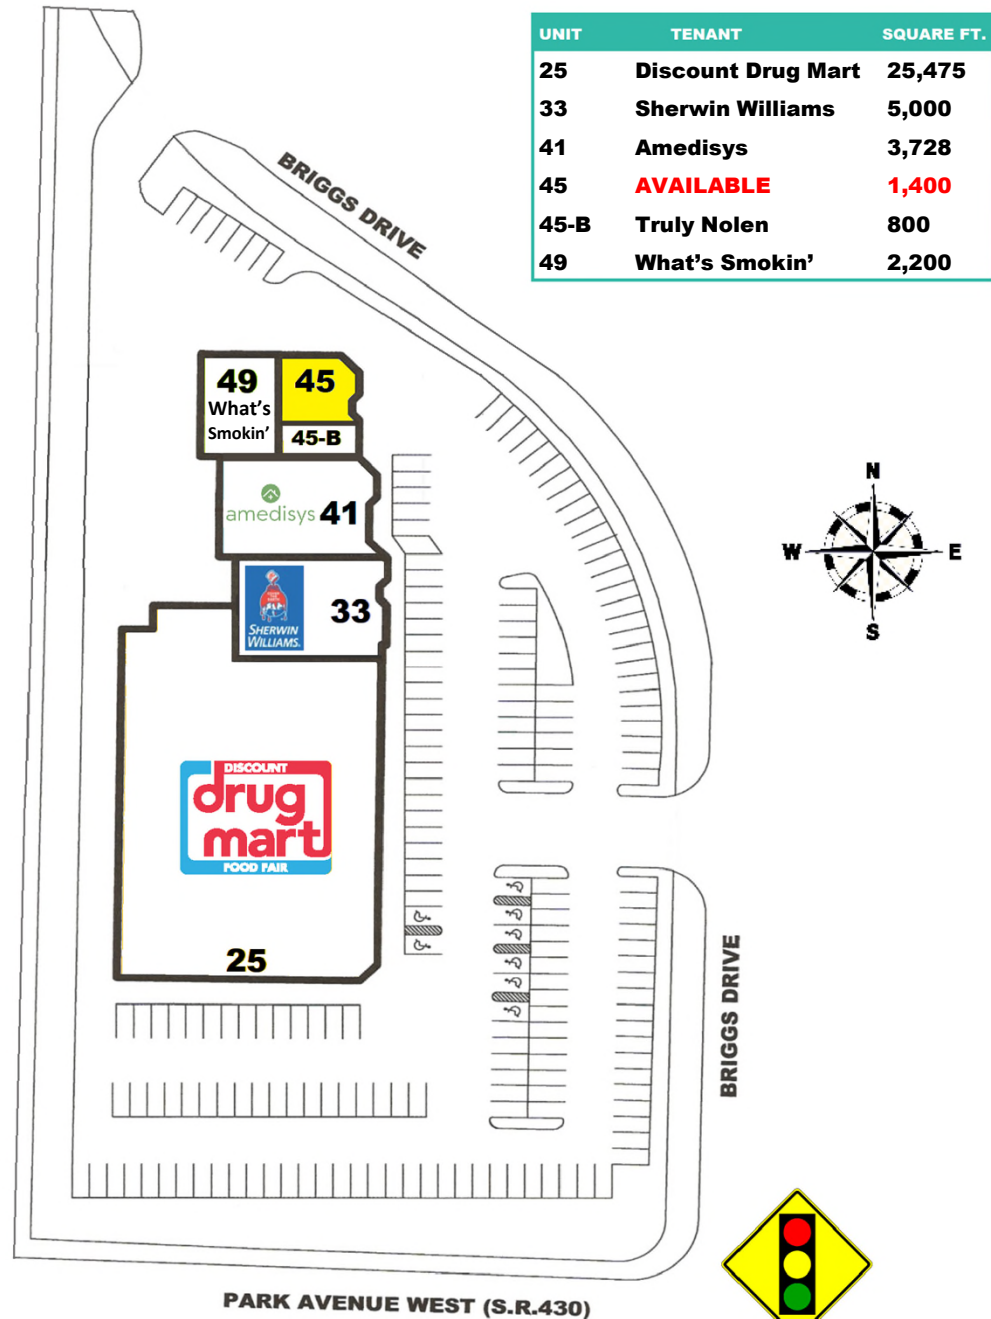 UNIT TENANT SQUARE FT.
25 Discount Drug Mart 25,475
33 Sherwin Williams 5,000
41 Amedisys 3,728
45 AVAILABLE 1,400
45-B Truly Nolen 800
49 What's Smokin' 2,200
BRIGGS DRIVE
49
What's
Smokin'
45
45-B
amedisys 41
SHERWIN
WILLIAMS.
33
DISCOUNT
drug
mart
FOOD FAIR
25
N
W E
S
BRIGGS DRIVE
PARK AVENUE WEST (S.R.430)